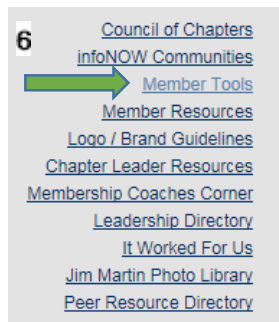 6
Council of Chapters
infoNOW Communities
Member Tools
Member Resources
Logo / Brand Guidelines
Chapter Leader Resources
Membership Coaches Corner
Leadership Directory
It Worked For Us
Jim Martin Photo Library
Peer Resource Directory